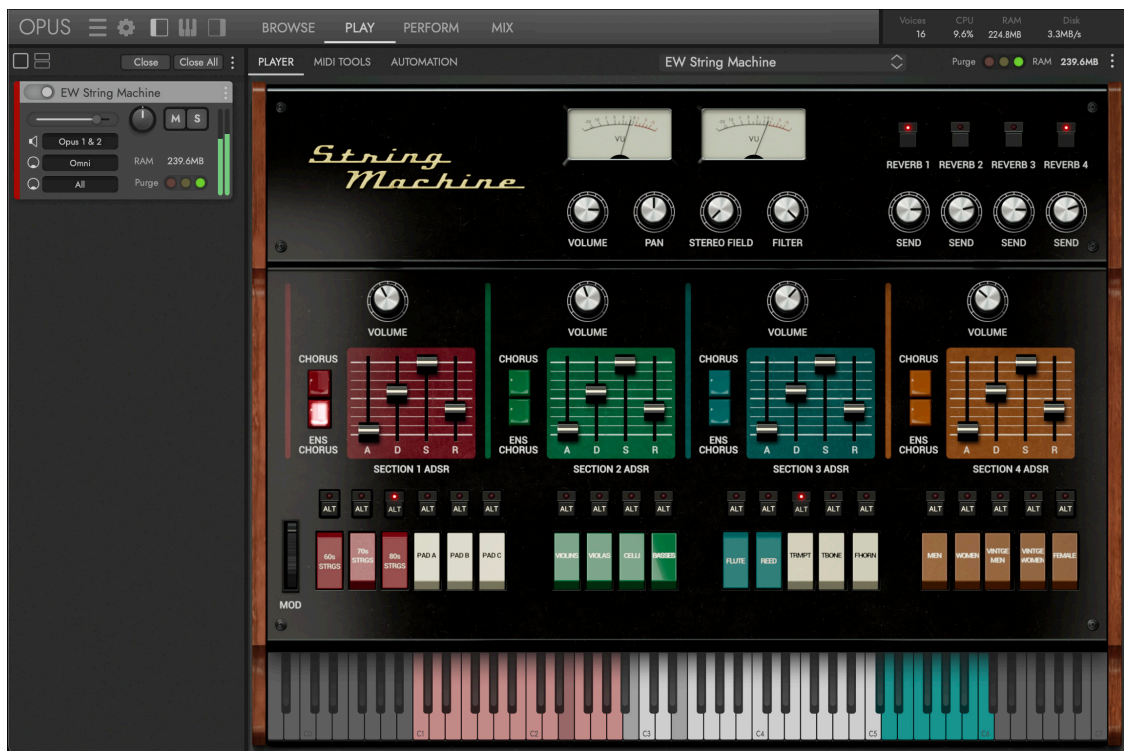 OPUS
BROWSE PLAY PERFORM MIX
Voices CPU RAM Disk
16 9.6% 224.8MB 3.3MB/s
Close Close All
PLAYER MIDI TOOLS AUTOMATION
EW String Machine
Purge RAM 239.6MB
EW String Machine
M S
Opus 1 & 2
Omni RAM 239.6MB
All Purge
String
Machine
VU VU
REVERB 1 REVERB 2 REVERB 3 REVERB 4
VOLUME PAN STEREO FIELD FILTER
SEND SEND SEND SEND
VOLUME VOLUME VOLUME VOLUME
CHORUS CHORUS CHORUS CHORUS
ENS CHORUS ENS CHORUS ENS CHORUS ENS CHORUS
A D S R A D S R A D S R A D S R
SECTION 1 ADSR SECTION 2 ADSR SECTION 3 ADSR SECTION 4 ADSR
ALT ALT ALT ALT ALT ALT ALT ALT ALT ALT ALT ALT ALT ALT ALT ALT ALT ALT ALT ALT
60s STRGS 70s STRGS 80s STRGS PAD A PAD B PAD C VIOLINS VIOLAS CELLI BASSES FLUTE REED TRMPT TBONE FHORN MEN WOMEN VINTGE MEN VINTGE WOMEN FEMALE
MOD
C0 C1 C2 C3 C4 C5 C6 C7